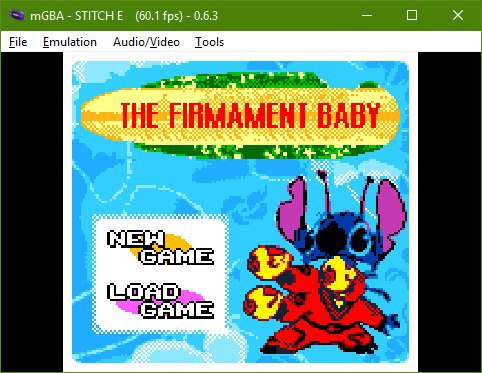 mGBA - STITCH E (60.1 fps) - 0.6.3
File Emulation Audio/Video Tools
THE FIRMAMENT BABY
NEW
GAME
LOAD
GAME